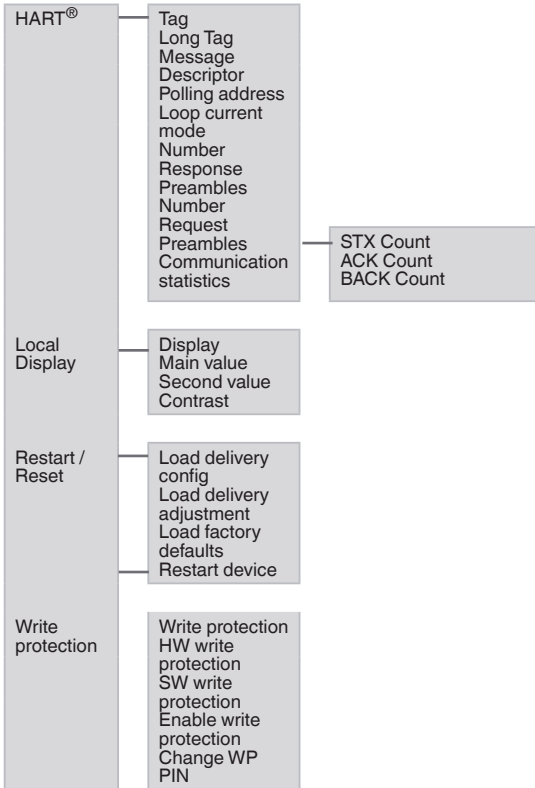 HART®
Tag
Long Tag
Message
Descriptor
Polling address
Loop current
mode
Number
Response
Preambles
Number
Request
Preambles
Communication
statistics
STX Count
ACK Count
BACK Count
Local
Display
Display
Main value
Second value
Contrast
Restart /
Reset
Load delivery
config
Load delivery
adjustment
Load factory
defaults
Restart device
Write
protection
Write protection
HW write
protection
SW write
protection
Enable write
protection
Change WP
PIN